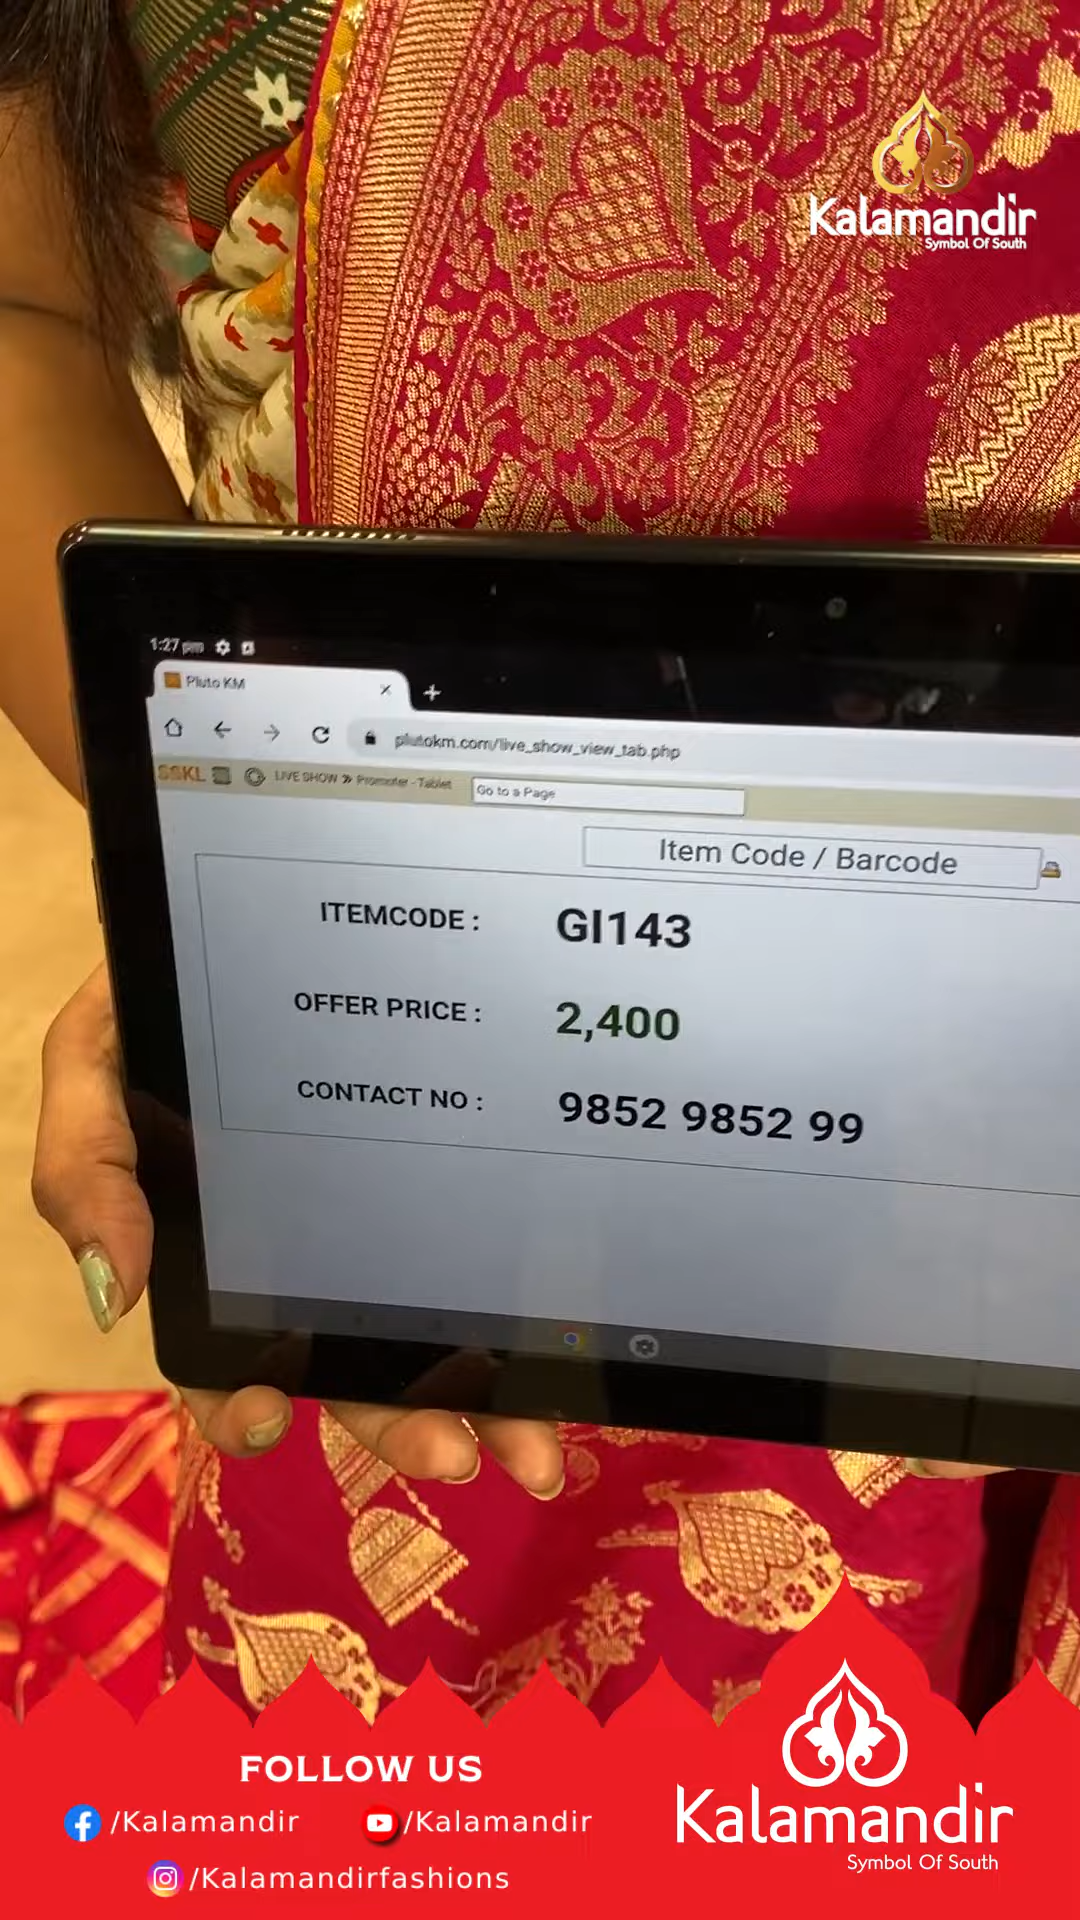 Kalamandir
Symbol Of South
1:27 pm
Pluto KM
plutokm.com/live_show_view_tab.php
SSKL
LIVE SHOW » Promoter - Tablet
Go to a Page
Item Code / Barcode
ITEMCODE : GI143
OFFER PRICE : 2,400
CONTACT NO : 9852 9852 99
FOLLOW US
/Kalamandir /Kalamandir
/Kalamandirfashions
Kalamandir
Symbol Of South